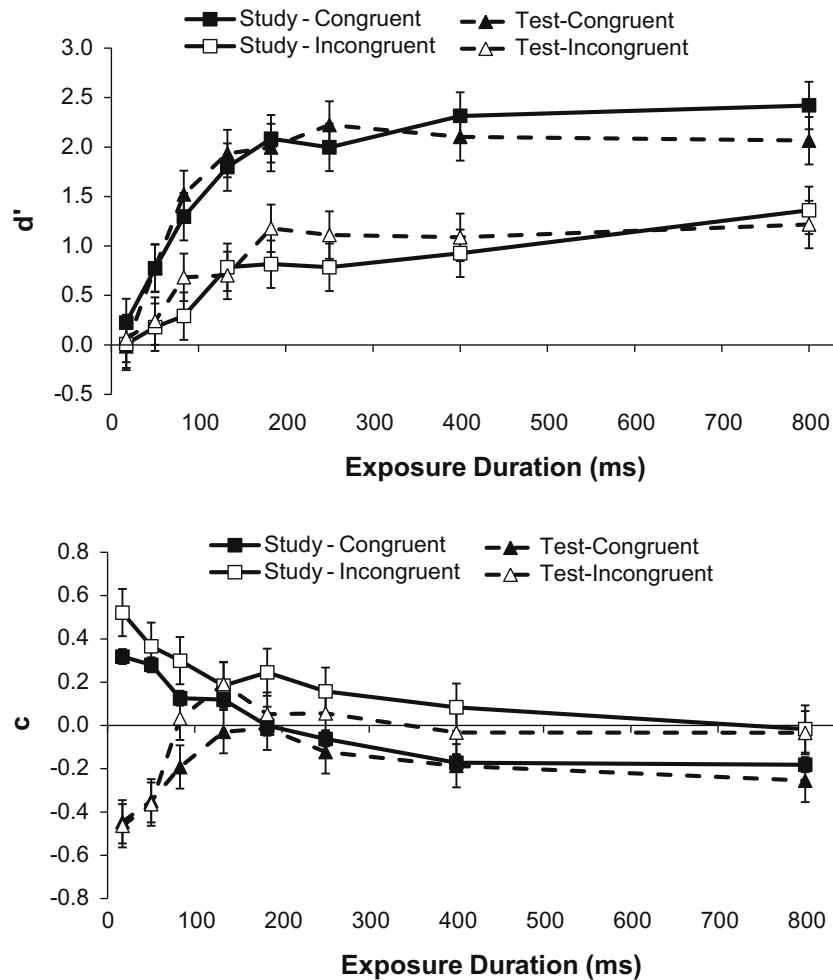 Study - Congruent Test-Congruent
Study - Incongruent Test-Incongruent
3.0
2.5
2.0
1.5
1.0
0.5
0.0
-0.5
d'
0 100 200 300 400 500 600 700 800
Exposure Duration (ms)
Study - Congruent Test-Congruent
Study - Incongruent Test-Incongruent
0.8
0.6
0.4
0.2
0.0
-0.2
-0.4
-0.6
-0.8
c
0 100 200 300 400 500 600 700 800
Exposure Duration (ms)